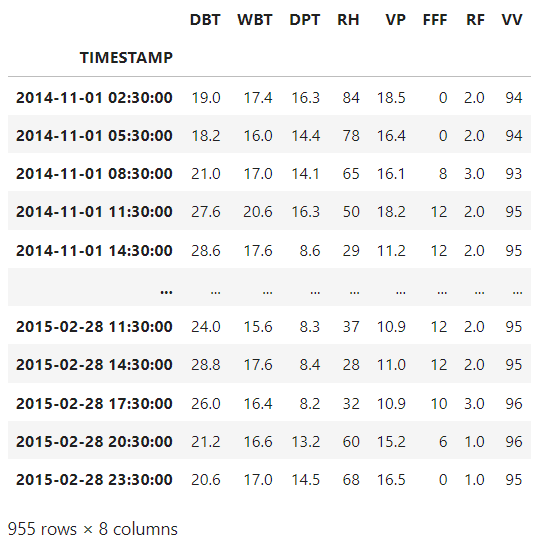 DBT WBT DPT RH VP FFF RF VV
TIMESTAMP
2014-11-01 02:30:00 19.0 17.4 16.3 84 18.5 0 2.0 94
2014-11-01 05:30:00 18.2 16.0 14.4 78 16.4 0 2.0 94
2014-11-01 08:30:00 21.0 17.0 14.1 65 16.1 8 3.0 93
2014-11-01 11:30:00 27.6 20.6 16.3 50 18.2 12 2.0 95
2014-11-01 14:30:00 28.6 17.6 8.6 29 11.2 12 2.0 95
... ... ... ... ... ... ... ... ...
2015-02-28 11:30:00 24.0 15.6 8.3 37 10.9 12 2.0 95
2015-02-28 14:30:00 28.8 17.6 8.4 28 11.0 12 2.0 95
2015-02-28 17:30:00 26.0 16.4 8.2 32 10.9 10 3.0 96
2015-02-28 20:30:00 21.2 16.6 13.2 60 15.2 6 1.0 96
2015-02-28 23:30:00 20.6 17.0 14.5 68 16.5 0 1.0 95
955 rows × 8 columns